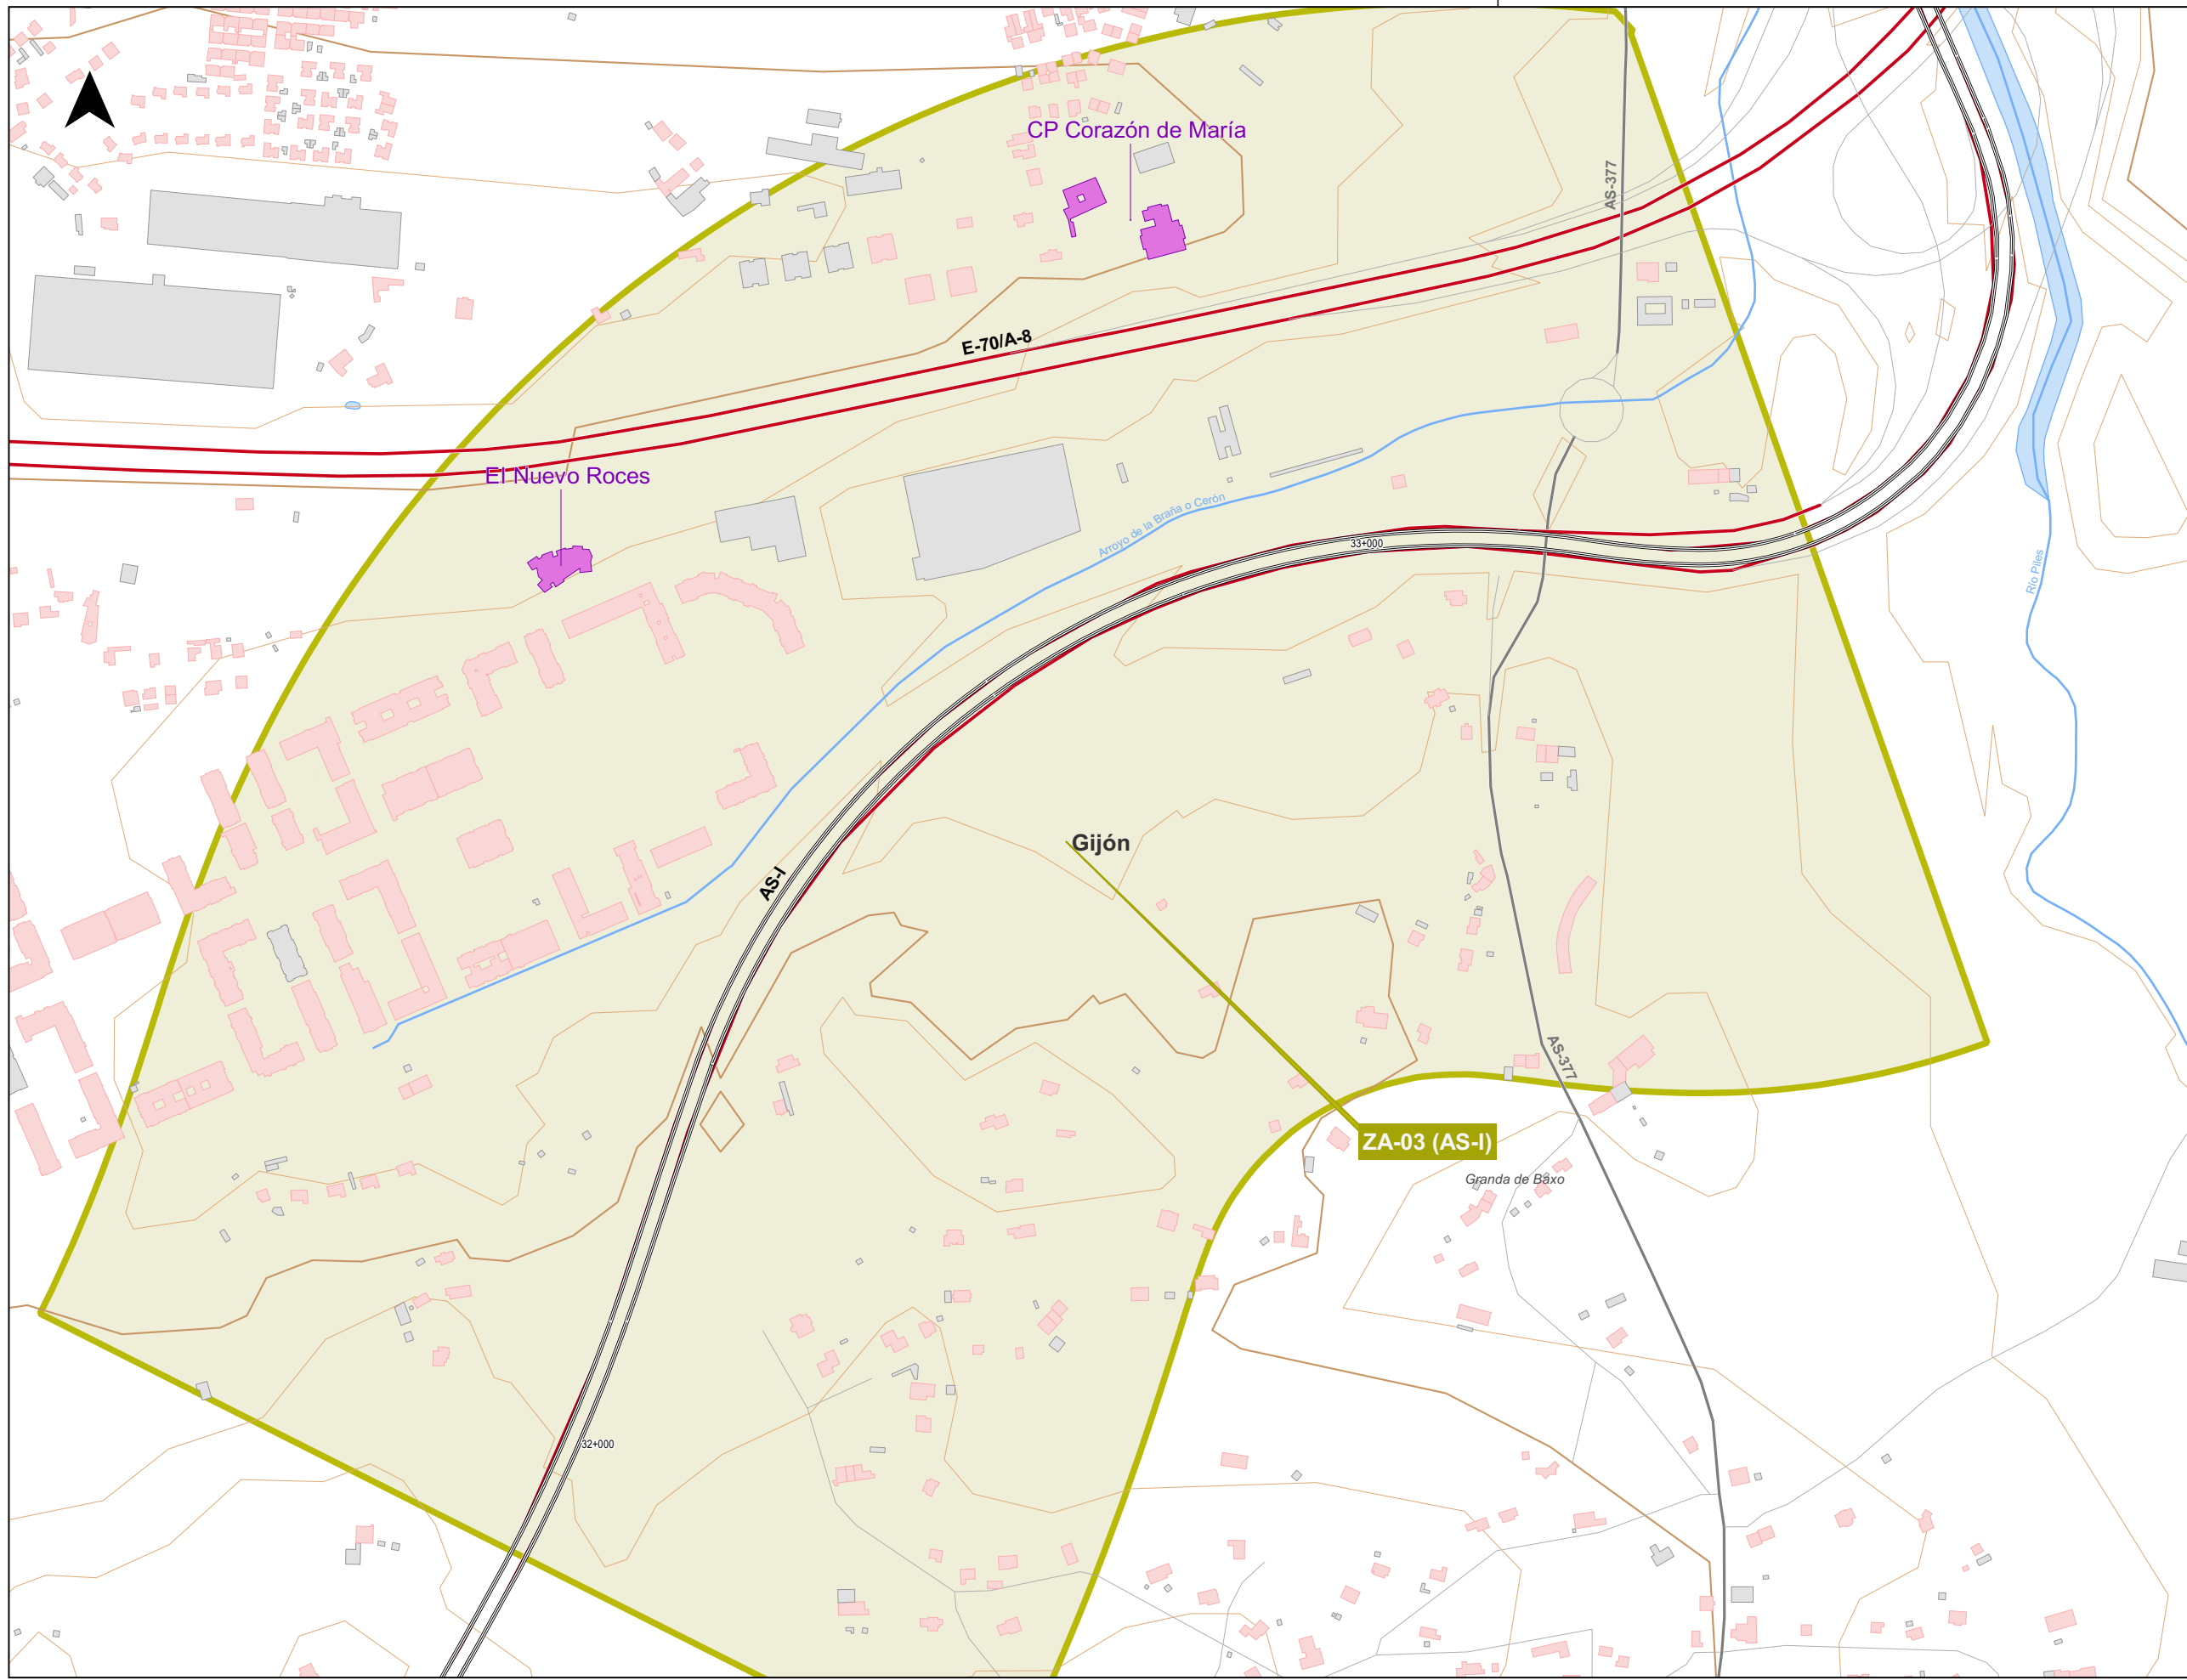 CP Corazón de María
AS-377
E-70/A-8
El Nuevo Roces
Arroyo de la Braña o Cerón
33+000
Río Piles
Gijón
AS-I
AS-377
ZA-03 (AS-I)
Granda de Baxo
32+000